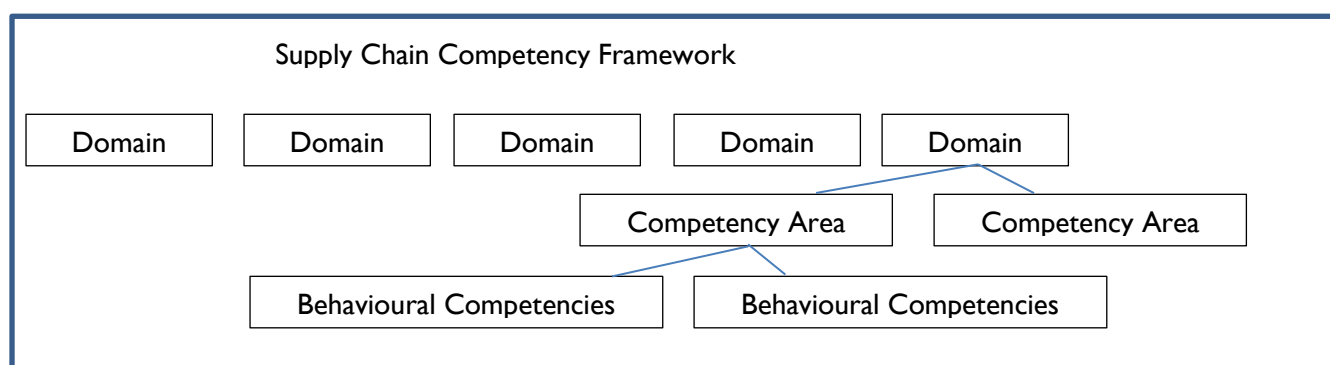 Supply Chain Competency Framework
Domain Domain Domain Domain Domain
Competency Area Competency Area
Behavioural Competencies Behavioural Competencies